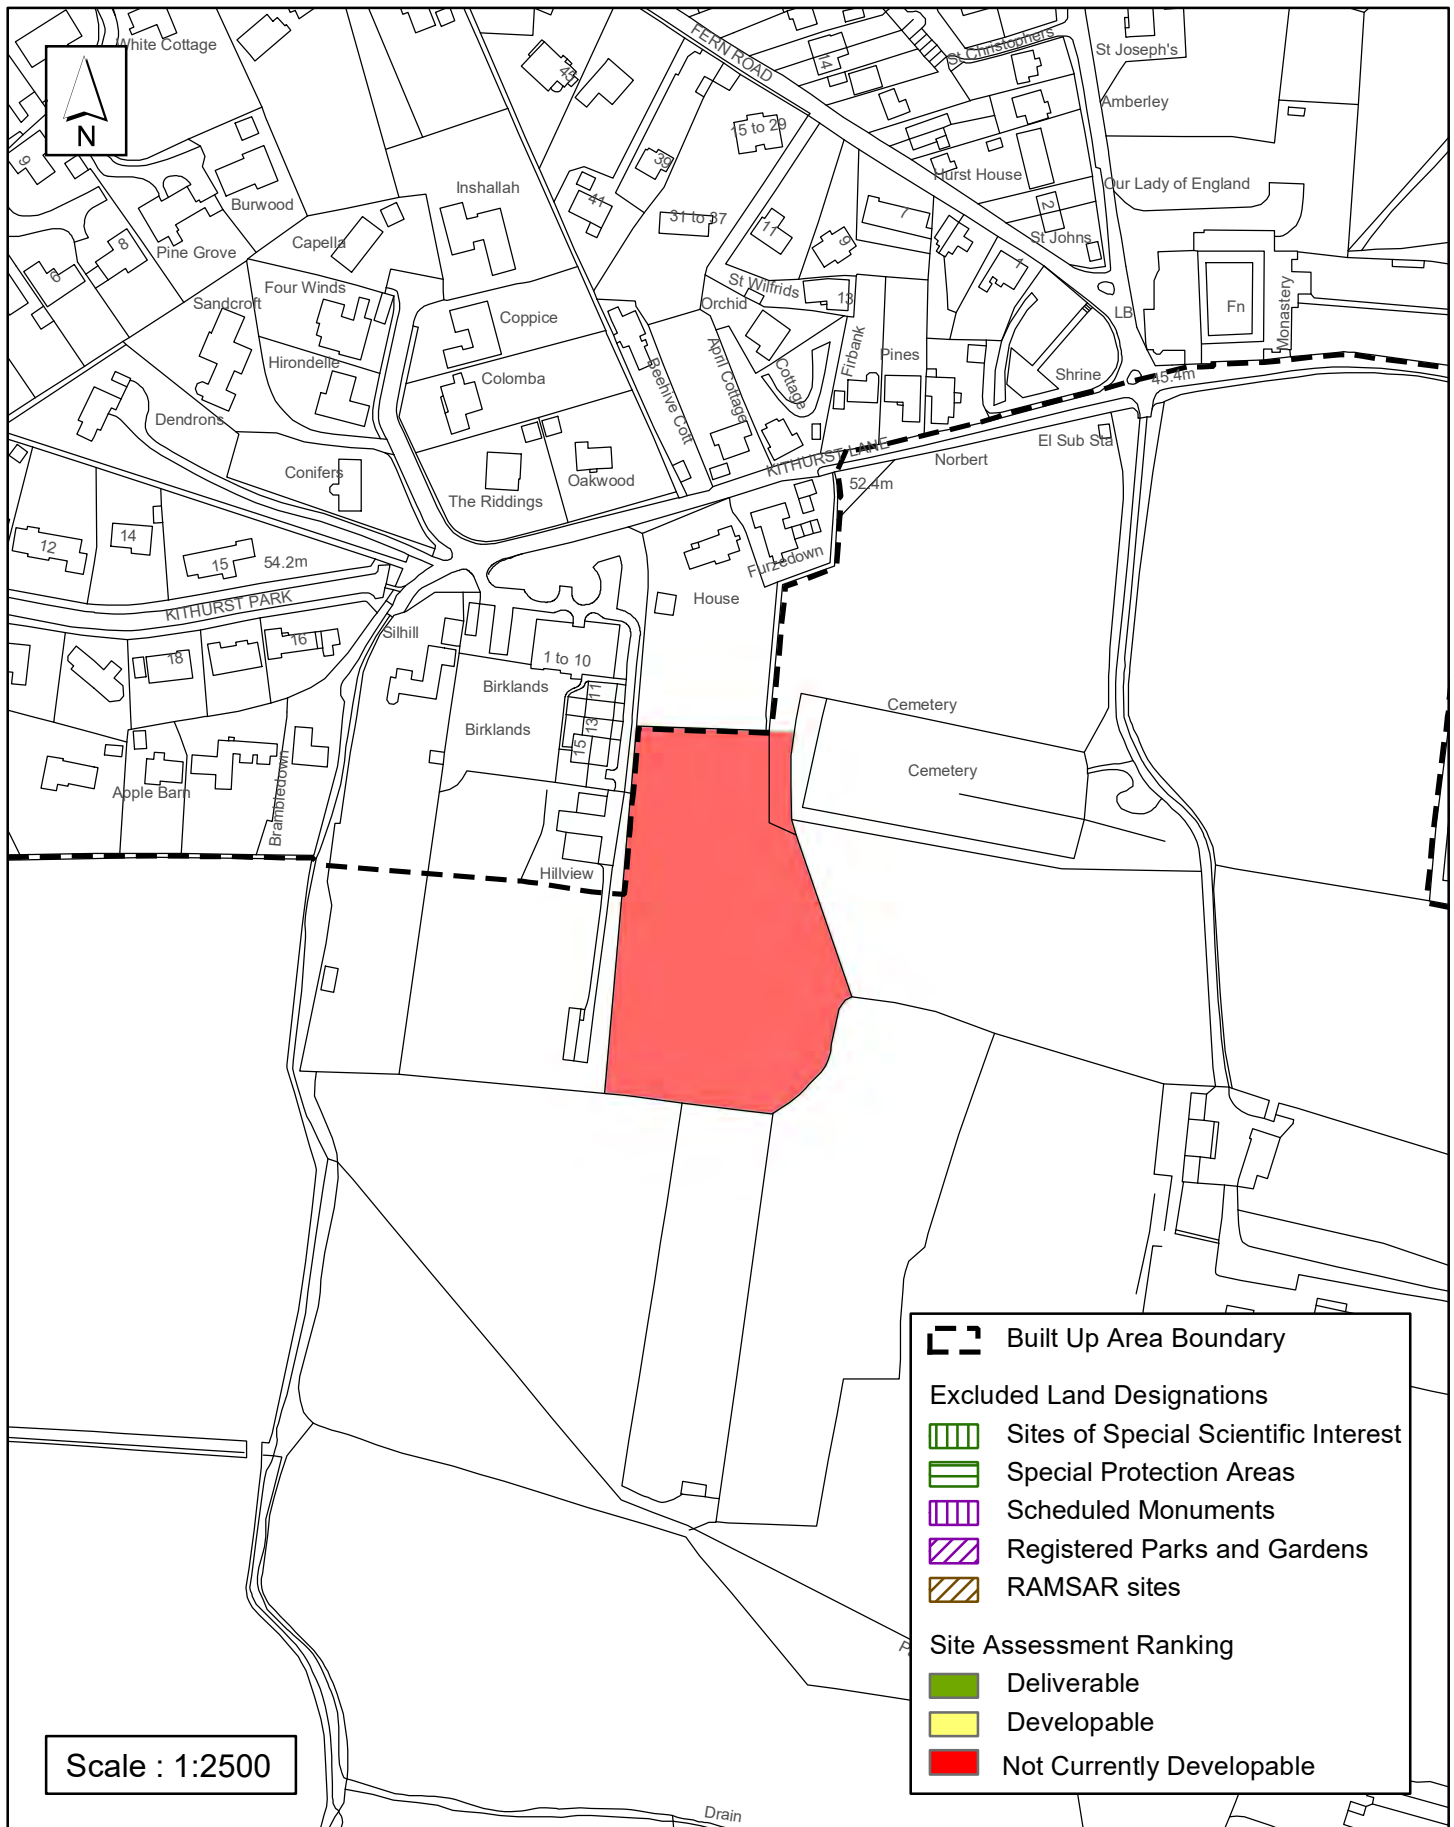 White Cottage
FERN ROAD
St Christophers
St Joseph's
N
45
14
Amberley
15 to 29
9
39
Inshallah
Hurst House
Our Lady of England
Burwood
41
31 to 37
11
7
2
8
Pine Grove
Capella
9
St Johns
6
Four Winds
St Wilfrids
1
Sandcroft
Orchid
13
LB
Fn
Monastery
Coppice
Hirondelle
Colomba
Beehive Cott
April Cottage
Cottage
Firbank
Pines
Shrine
45.4m
Dendrons
KITHURST LANE
El Sub Sta
Norbert
Conifers
The Riddings
Oakwood
52.4m
12
14
15
54.2m
Furzedown
KITHURST PARK
House
Silhill
16
18
1 to 10
Birklands
11
Cemetery
Birklands
13
15
Cemetery
Apple Barn
Brambledown
Hillview
Built Up Area Boundary
Excluded Land Designations
Sites of Special Scientific Interest
Special Protection Areas
Scheduled Monuments
Registered Parks and Gardens
RAMSAR sites
Site Assessment Ranking
Deliverable
Developable
Not Currently Developable
Scale : 1:2500
Drain